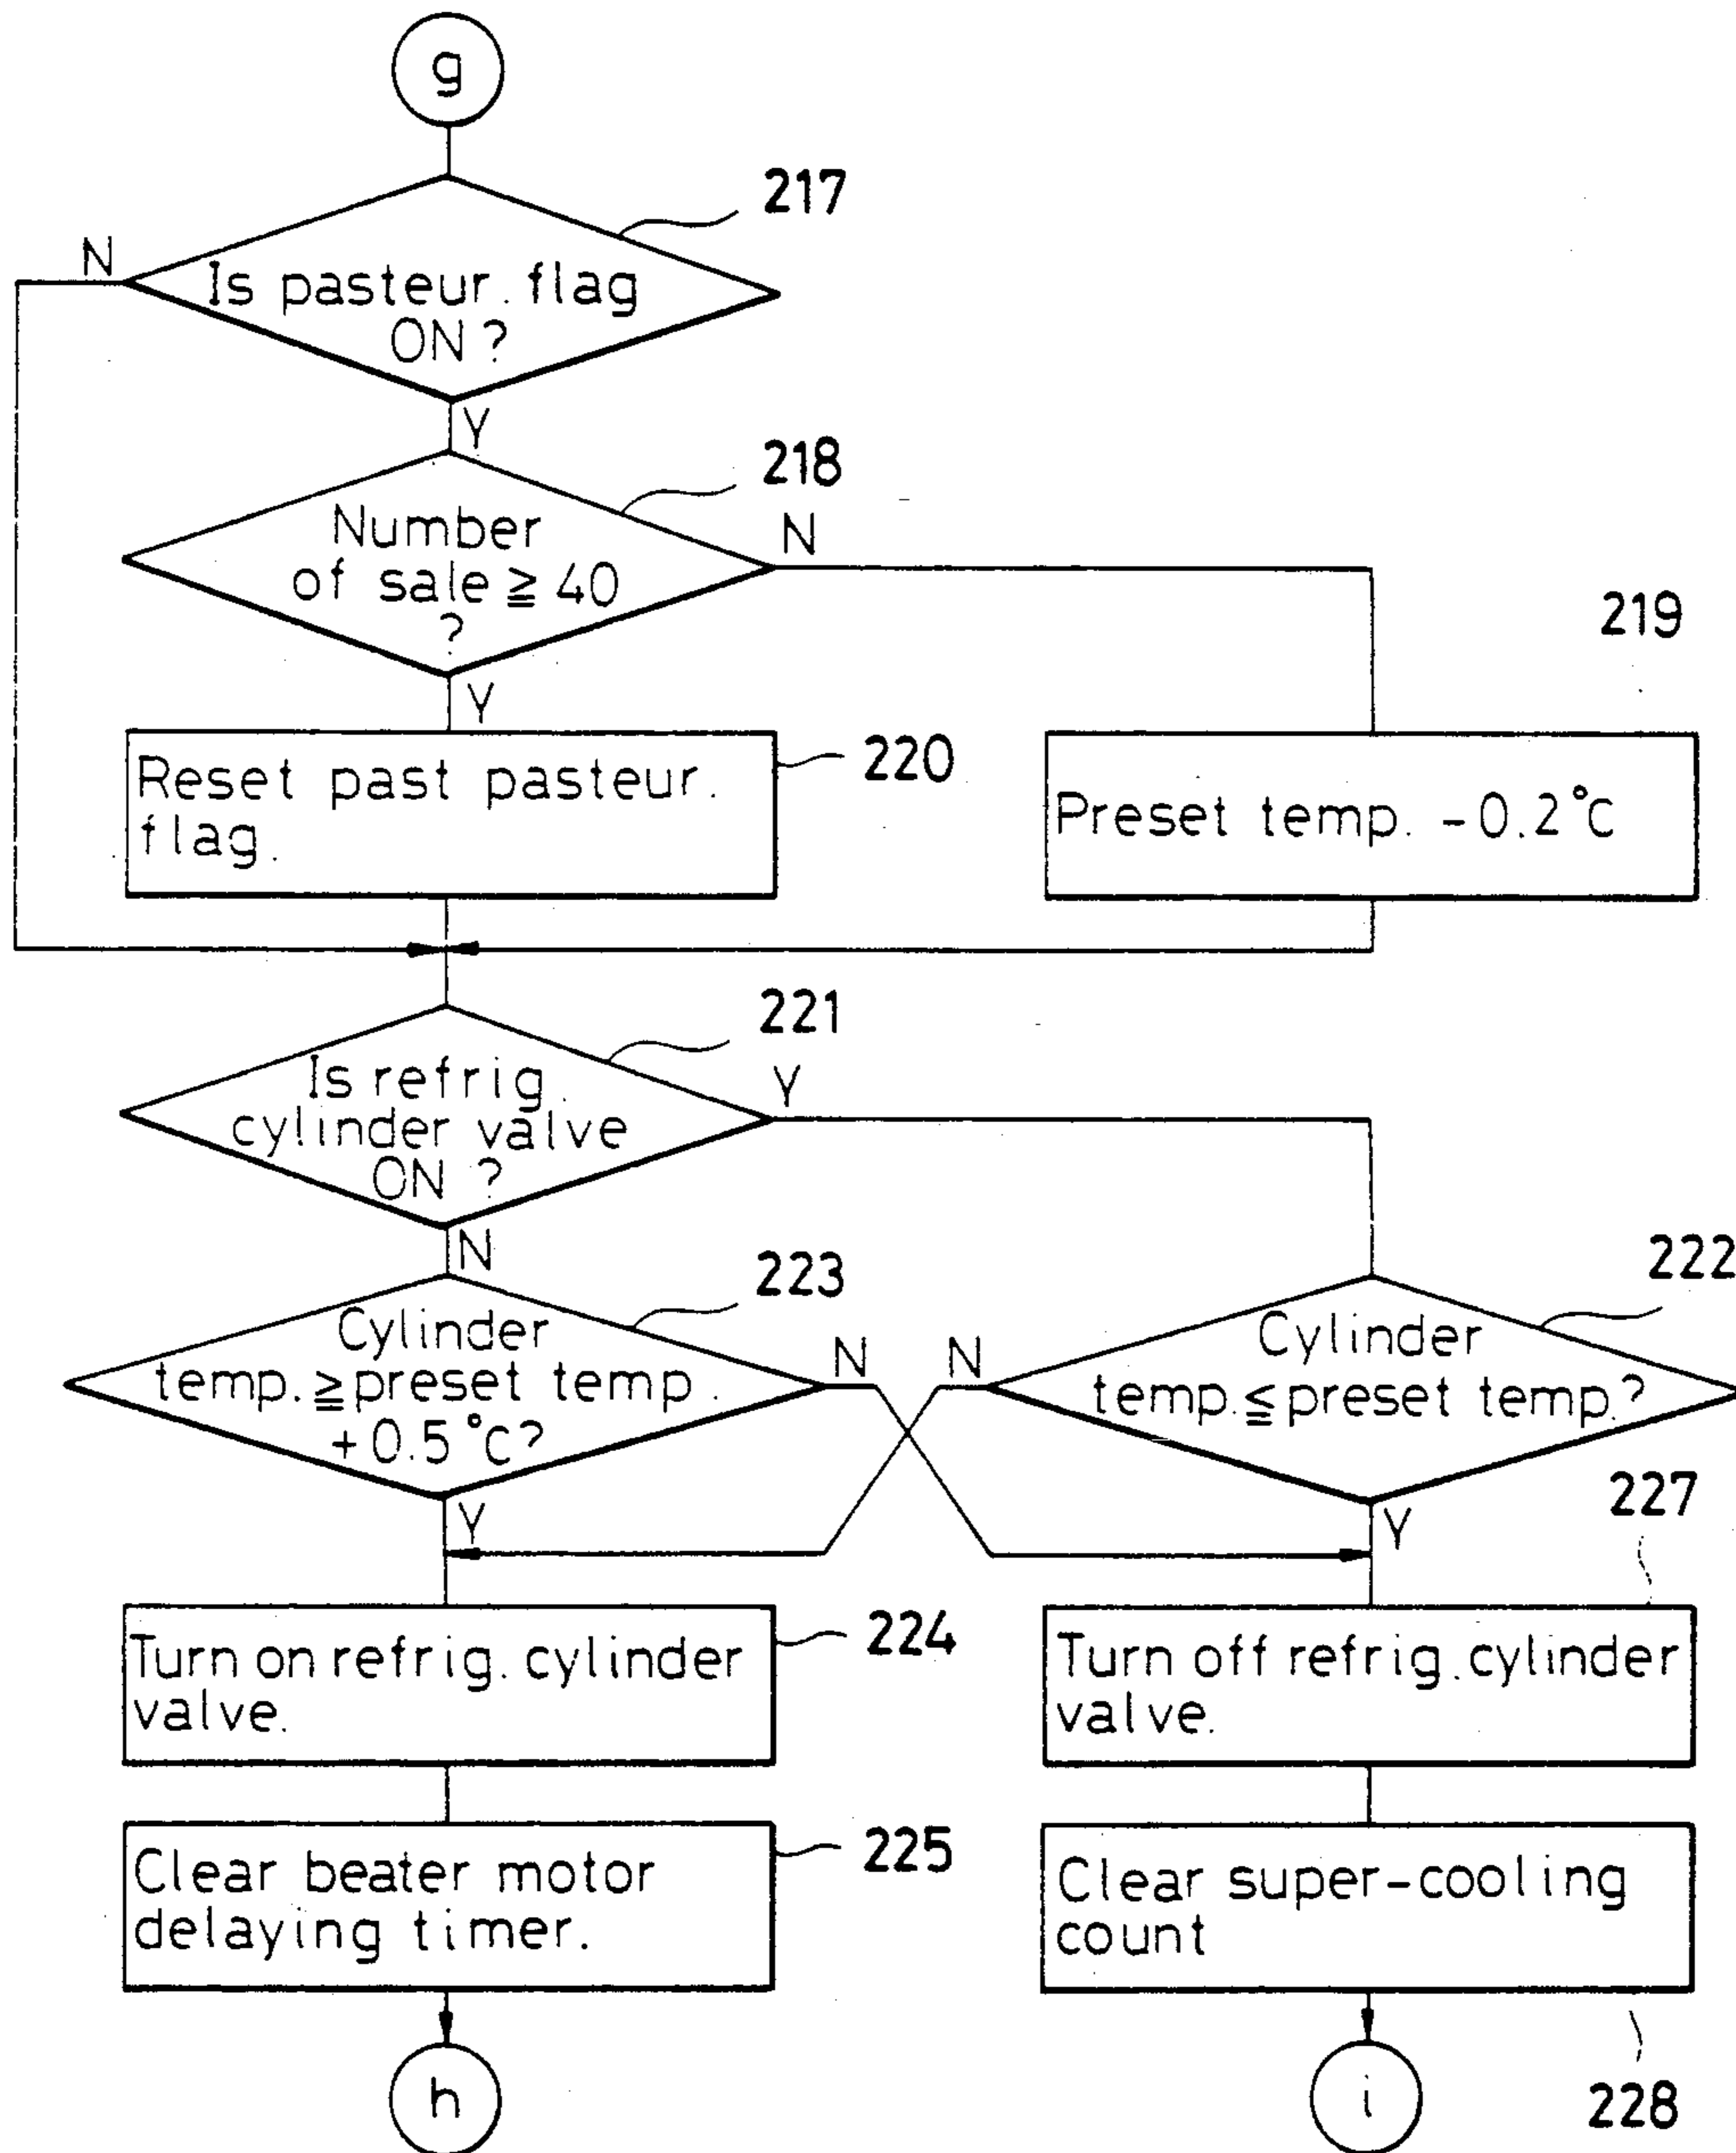 g
217
N
Is pasteur. flag
ON ?
Y
218
Number
of sale ≧ 40
?
N
219
Y
Reset past pasteur.
flag.
220
Preset temp. -0.2°C
221
Is refrig.
cylinder valve
ON ?
Y
N
223
222
Cylinder
temp. ≧ preset temp.
+0.5°C?
N
N
Cylinder
temp. ≦ preset temp.?
227
Y
Y
Turn on refrig. cylinder
valve.
224
Turn off refrig. cylinder
valve.
Clear beater motor
delaying timer.
225
Clear super-cooling
count
h
i
228